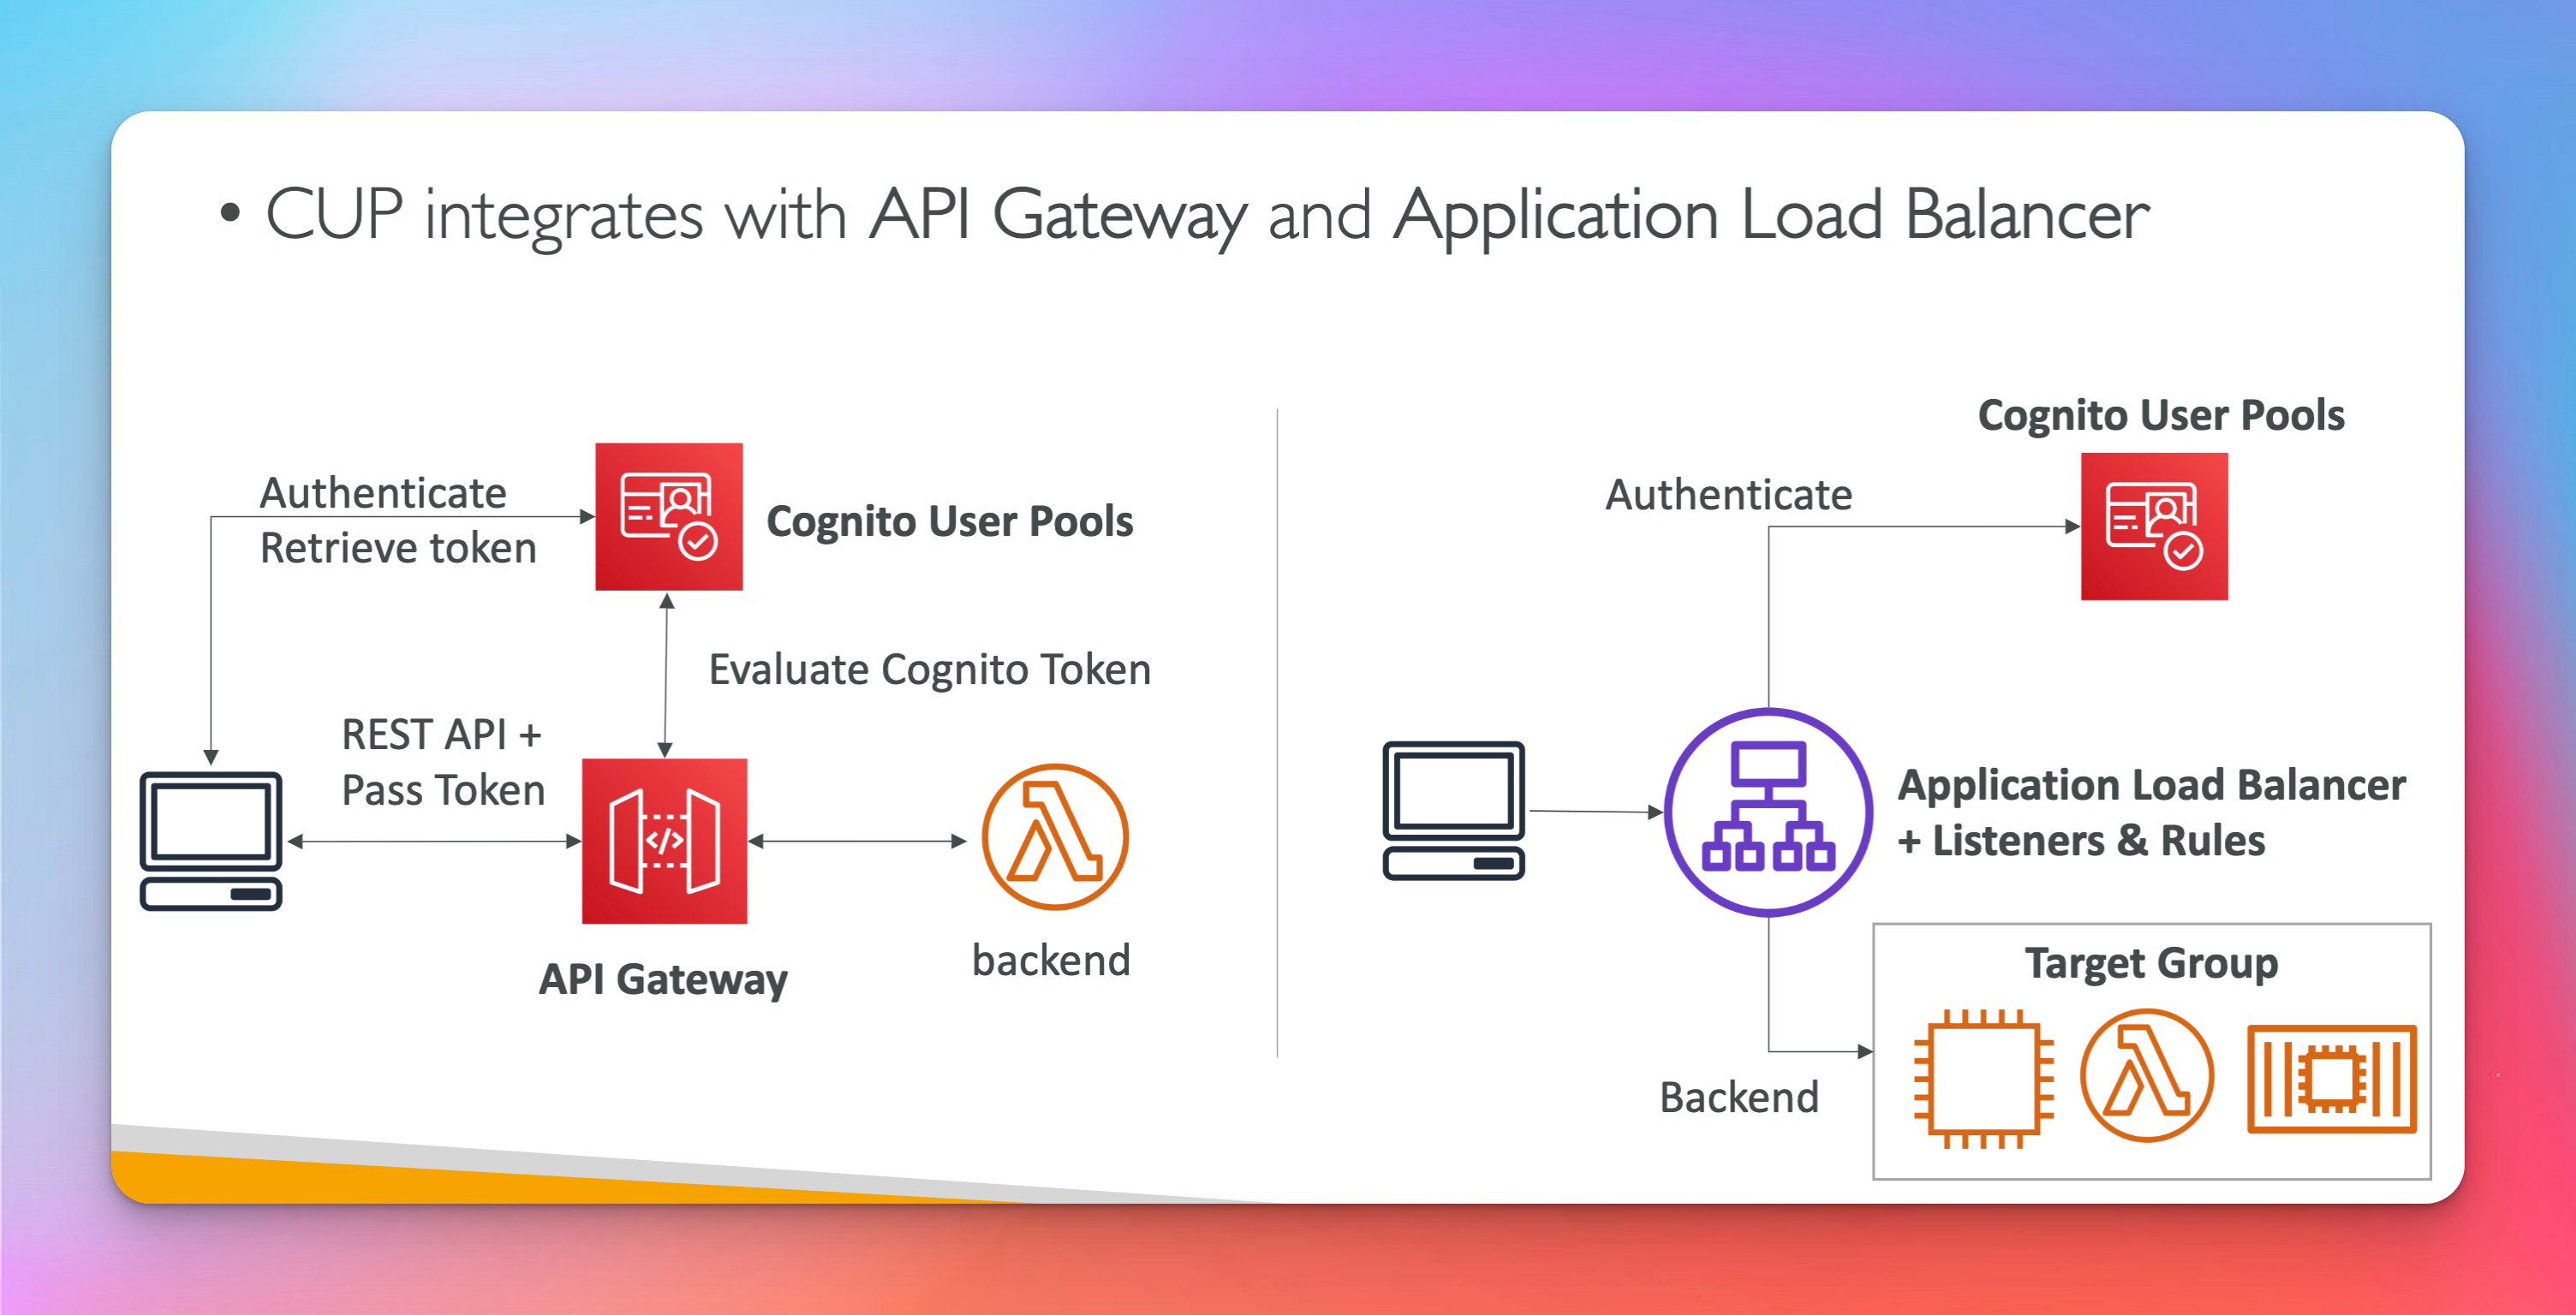 • CUP integrates with API Gateway and Application Load Balancer
Authenticate
Retrieve token
Cognito User Pools
Evaluate Cognito Token
REST API +
Pass Token
API Gateway
backend
Cognito User Pools
Authenticate
Application Load Balancer
+ Listeners & Rules
Target Group
Backend